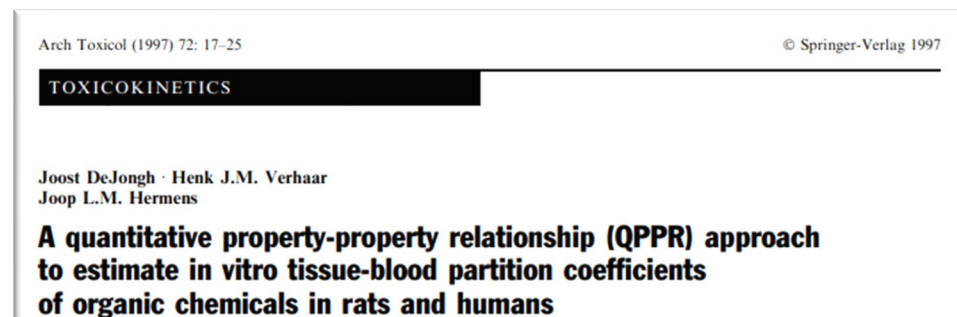 Arch Toxicol (1997) 72: 17–25
© Springer-Verlag 1997
TOXICOKINETICS
Joost DeJongh · Henk J.M. Verhaar
Joop L.M. Hermens
A quantitative property-property relationship (QPPR) approach
to estimate in vitro tissue-blood partition coefficients
of organic chemicals in rats and humans